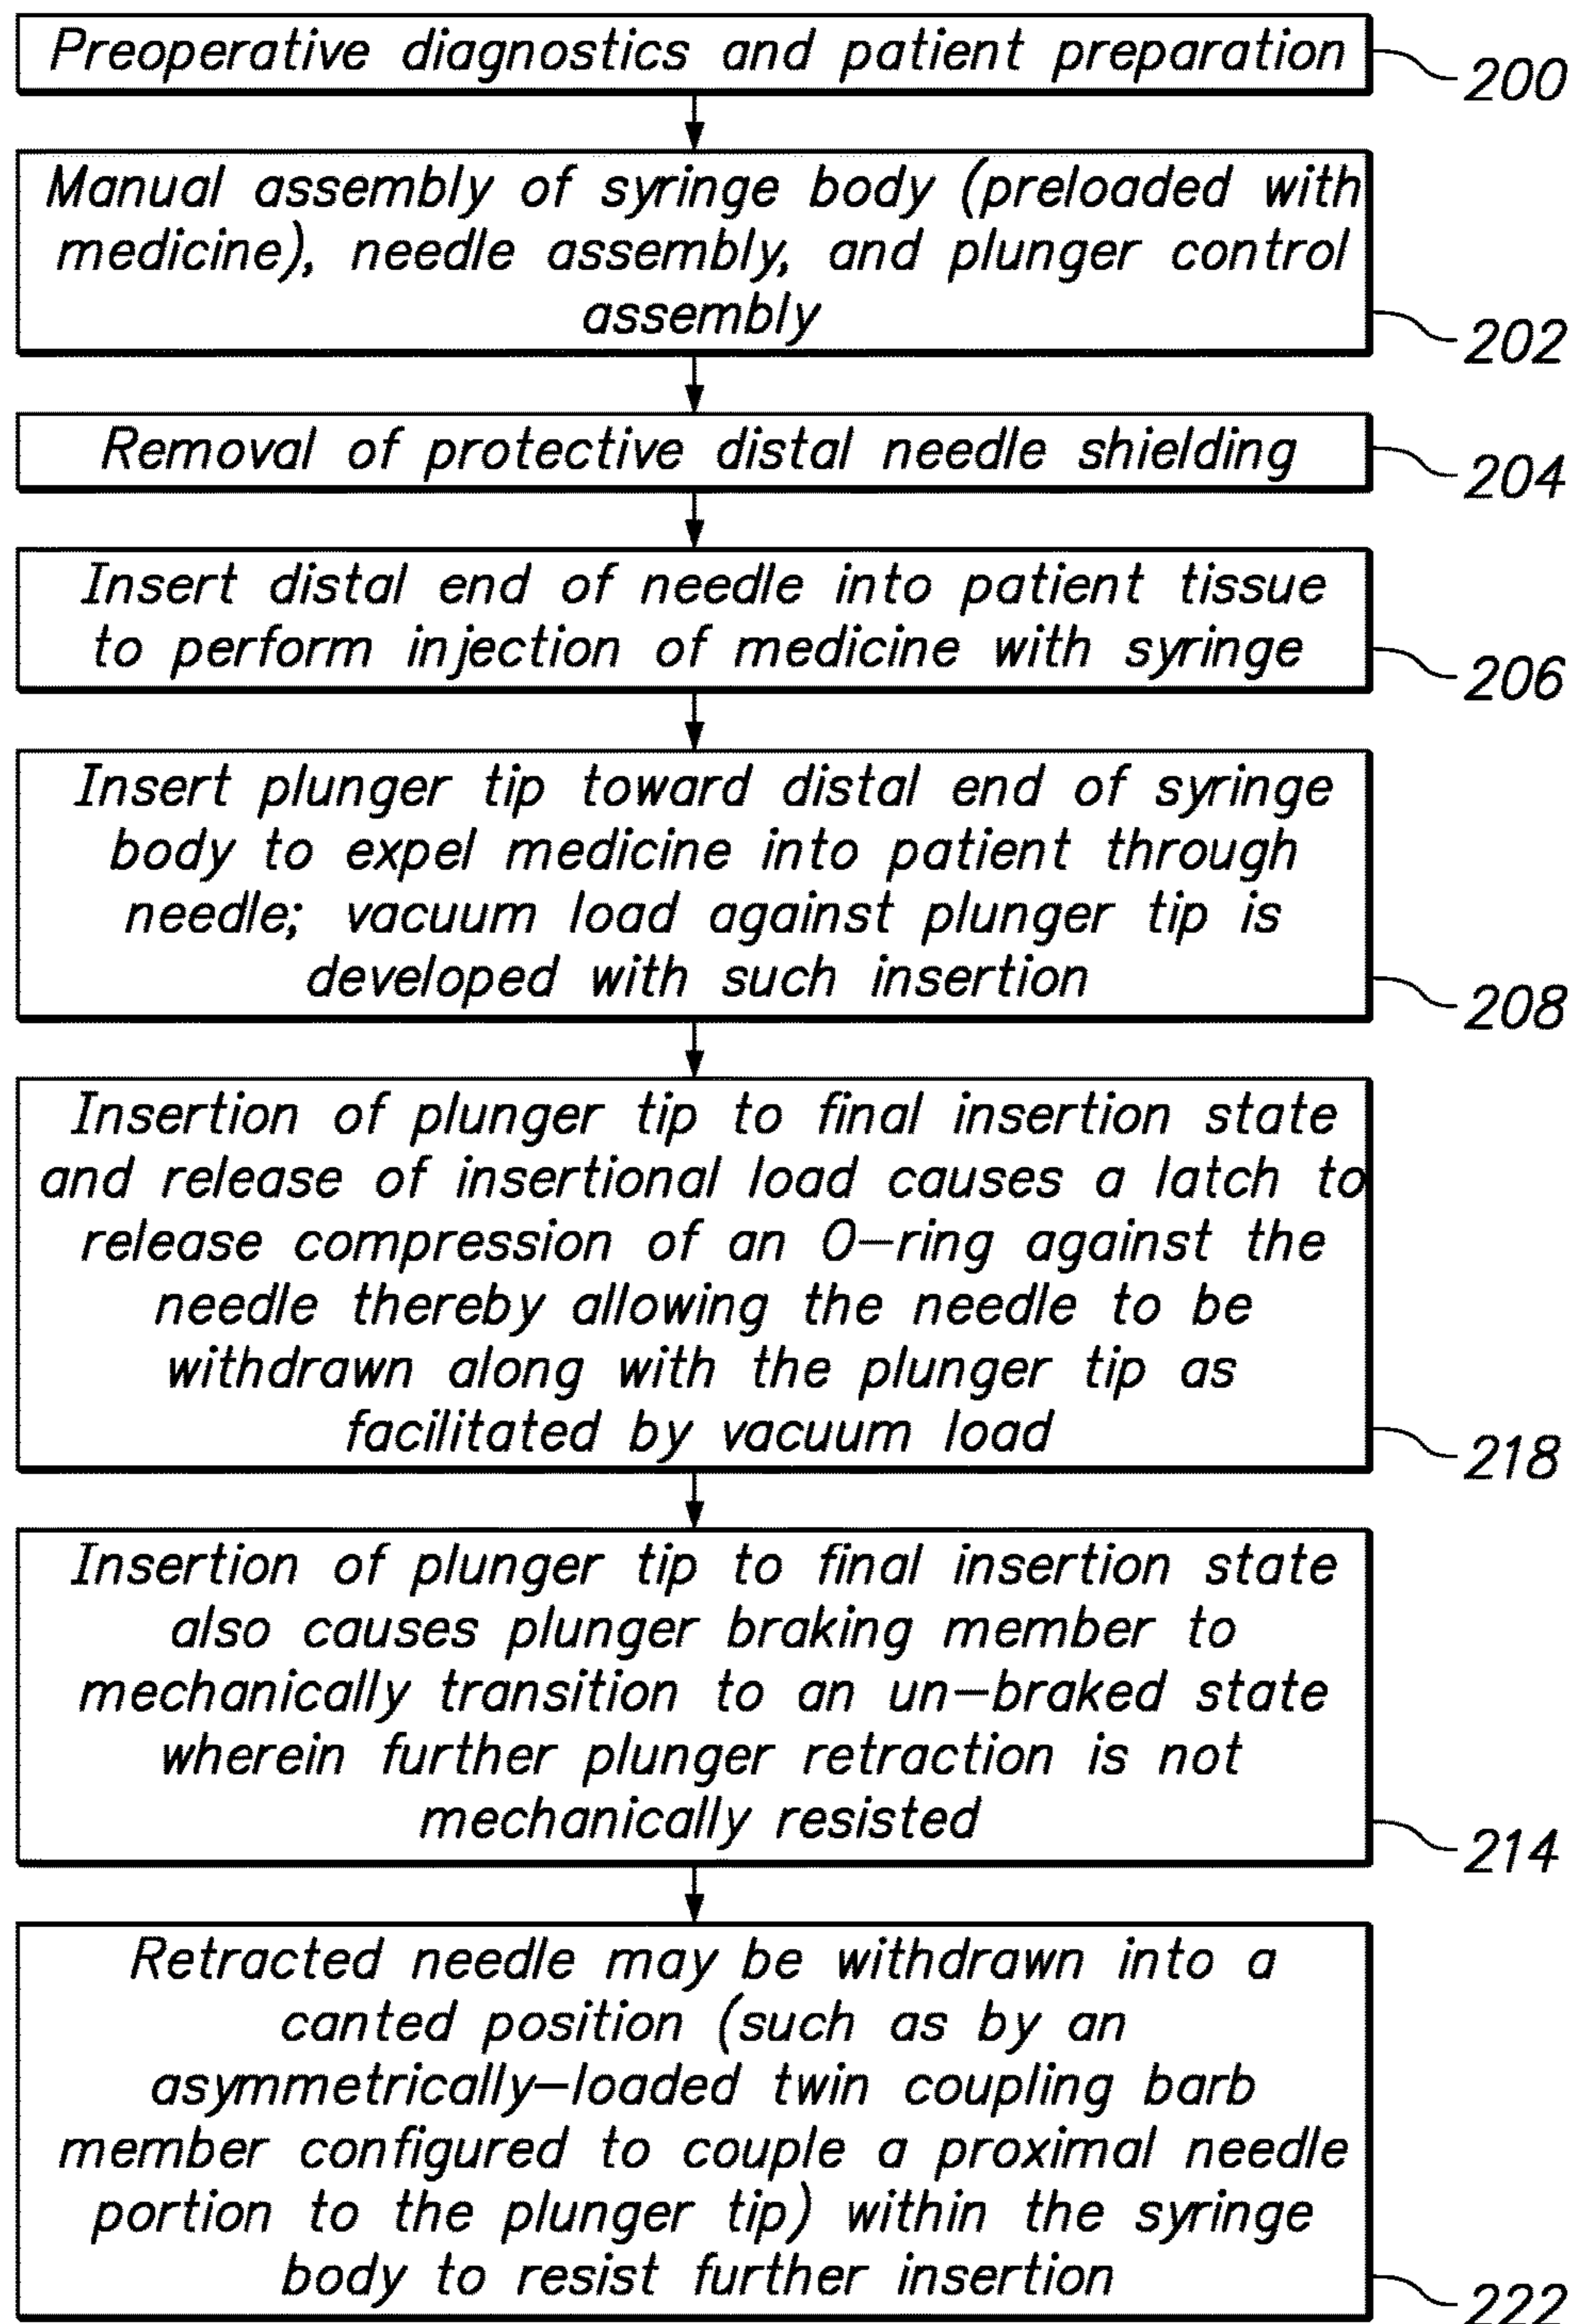 Preoperative diagnostics and patient preparation
200
Manual assembly of syringe body (preloaded with
medicine), needle assembly, and plunger control
assembly
202
Removal of protective distal needle shielding
204
Insert distal end of needle into patient tissue
to perform injection of medicine with syringe
206
Insert plunger tip toward distal end of syringe
body to expel medicine into patient through
needle; vacuum load against plunger tip is
developed with such insertion
208
Insertion of plunger tip to final insertion state
and release of insertional load causes a latch to
release compression of an O-ring against the
needle thereby allowing the needle to be
withdrawn along with the plunger tip as
facilitated by vacuum load
218
Insertion of plunger tip to final insertion state
also causes plunger braking member to
mechanically transition to an un-braked state
wherein further plunger retraction is not
mechanically resisted
214
Retracted needle may be withdrawn into a
canted position (such as by an
asymmetrically-loaded twin coupling barb
member configured to couple a proximal needle
portion to the plunger tip) within the syringe
body to resist further insertion
222